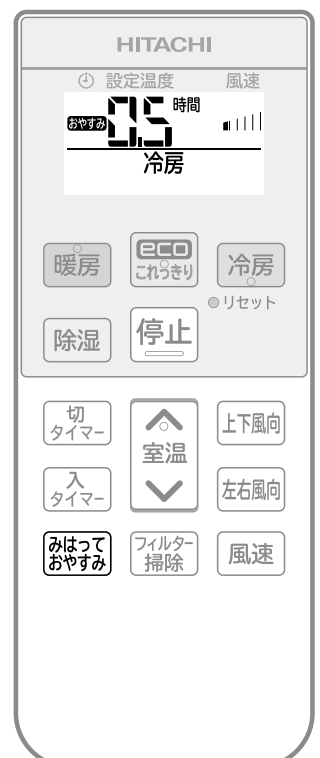 HITACHI
設定温度 風速
おやすみ 0.5 時間
冷房
暖房 eco これっきり 冷房
リセット
除湿 停止
切タイマー 室温 上下風向
入タイマー 左右風向
みはっておやすみ フィルター掃除 風速